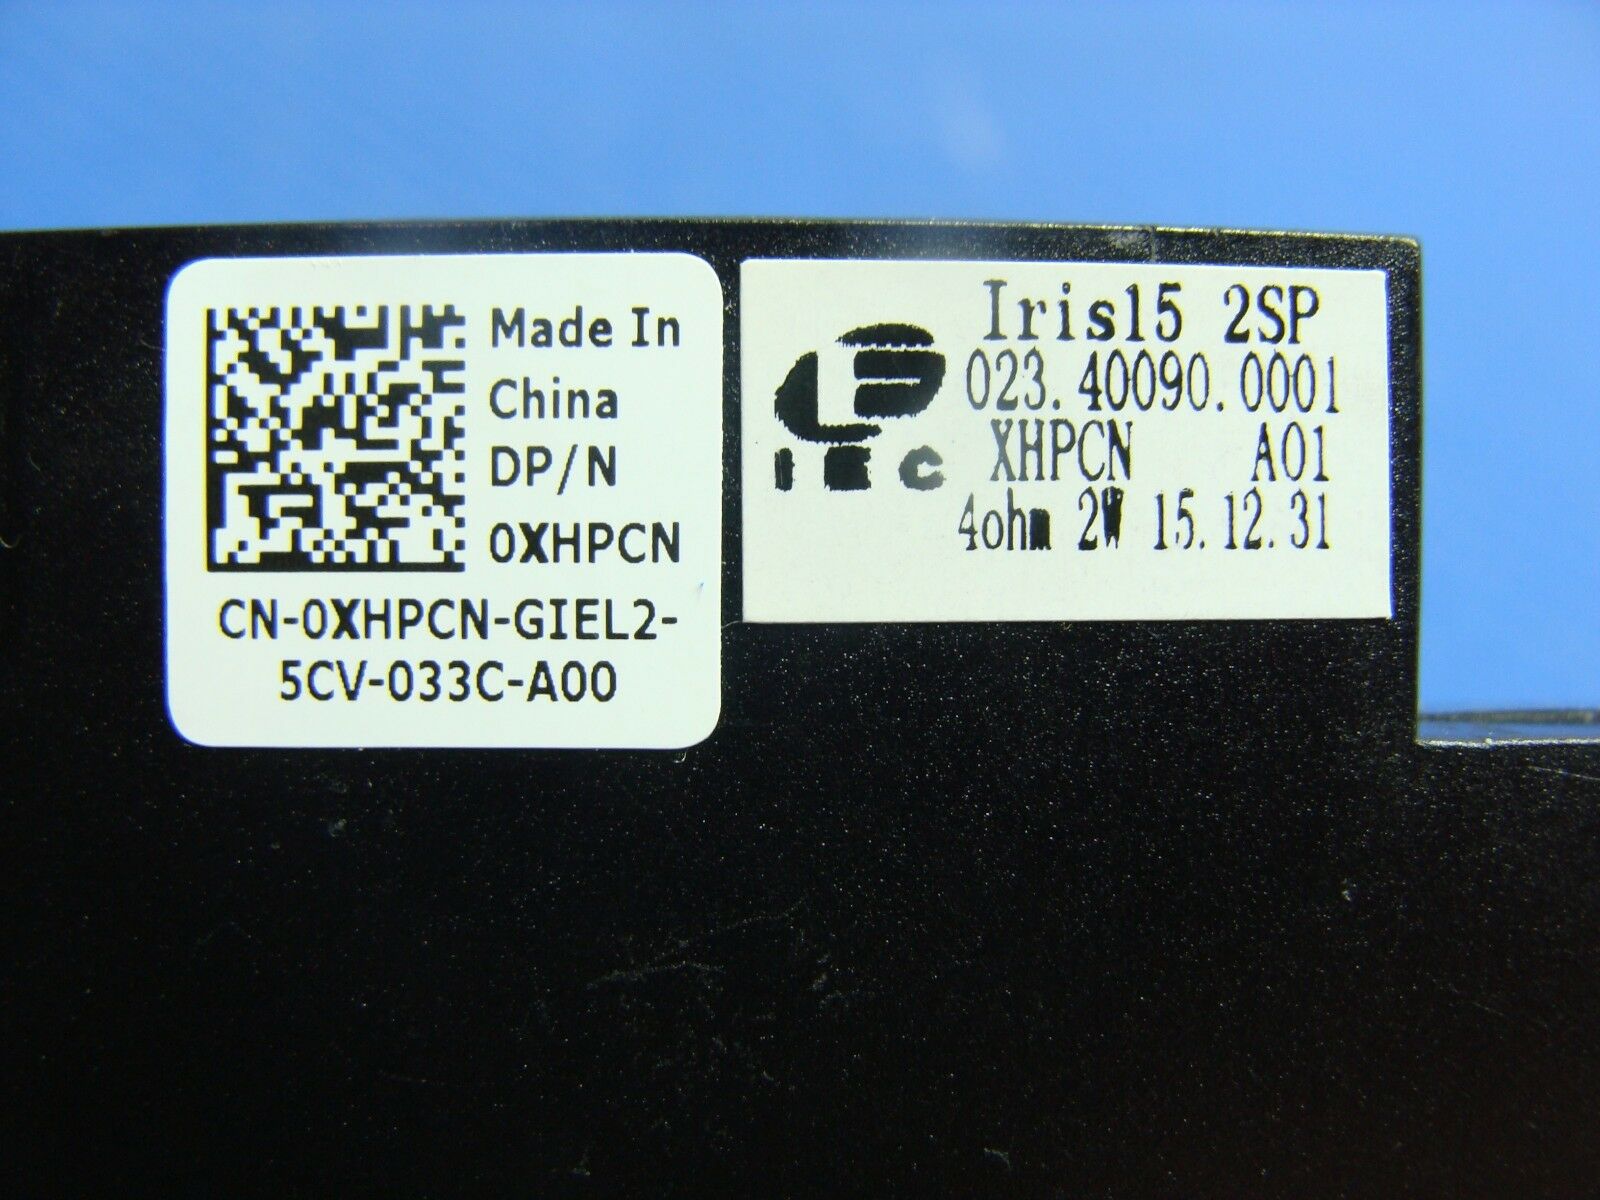 Made In
China
DP/N
0XHPCN
CN-0XHPCN-GIEL2-
5CV-033C-A00
Iris15 2SP
023.40090.0001
XHPCN A01
4ohm 2W 15.12.31